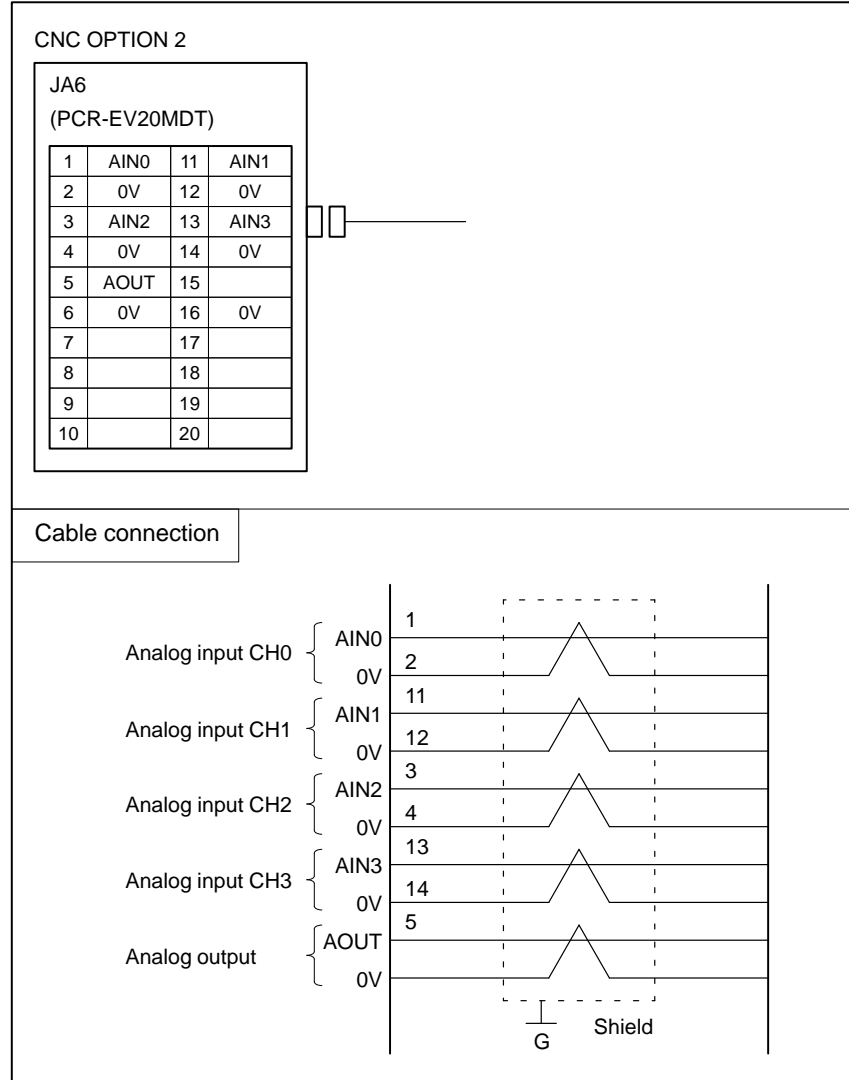 CNC OPTION 2
JA6
(PCR-EV20MDT)
1 AIN0 11 AIN1
2 0V 12 0V
3 AIN2 13 AIN3
4 0V 14 0V
5 AOUT 15
6 0V 16 0V
7 17
8 18
9 19
10 20
Cable connection
Analog input CH0 AIN0 1
0V 2
Analog input CH1 AIN1 11
0V 12
Analog input CH2 AIN2 3
0V 4
Analog input CH3 AIN3 13
0V 14
Analog output AOUT 5
0V
G Shield